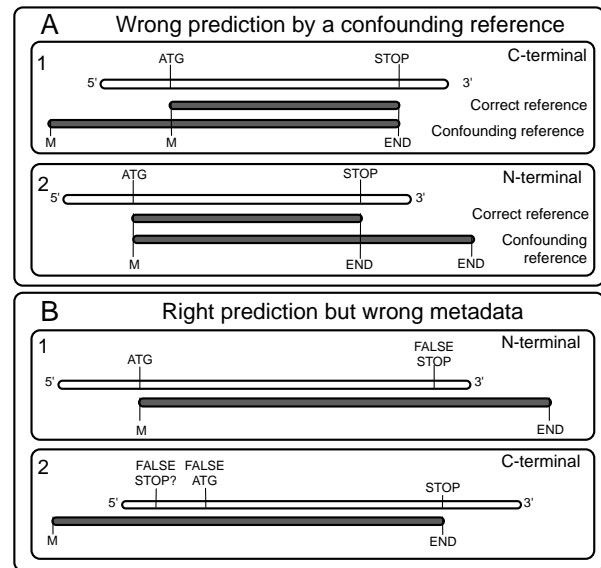 A Wrong prediction by a confounding reference
1 C-terminal
ATG STOP
5' 3'
Correct reference
Confounding reference
M M END
2 N-terminal
ATG STOP
5' 3'
Correct reference
Confounding
reference
M END END
B Right prediction but wrong metadata
1 N-terminal
FALSE
ATG STOP
5' 3'
M END
2 C-terminal
FALSE FALSE
STOP? ATG STOP
5' 3'
M END